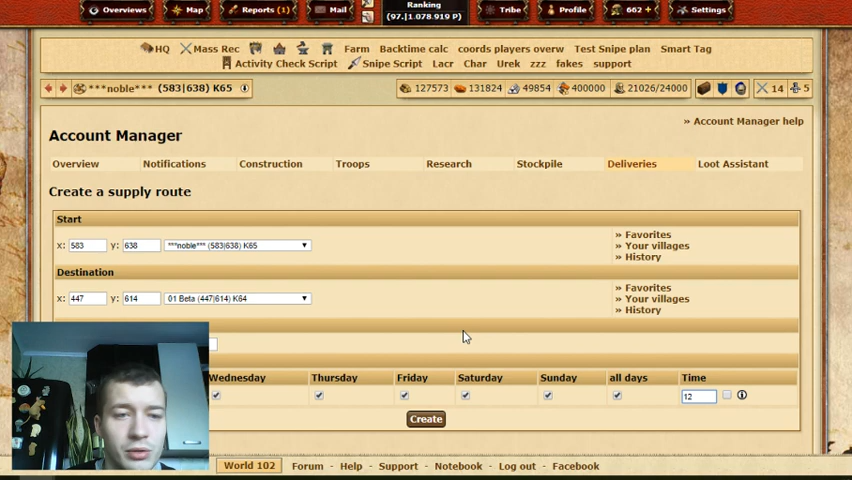 Overviews Map Reports (1) Mail Ranking Tribe Profile 662 + Settings
(97.|1.078.919 P)
HQ Mass Rec Farm Backtime calc coords players overw Test Snipe plan Smart Tag
Activity Check Script Snipe Script Lacr Char Urek zzz fakes support
***noble*** (583|638) K65 127573 131824 49854 400000 21026/24000 14 5
» Account Manager help
Account Manager
Overview Notifications Construction Troops Research Stockpile Deliveries Loot Assistant
Create a supply route
Start
x: 583 y: 638 ***noble*** (583|638) K65
» Favorites
» Your villages
» History
Destination
x: 447 y: 614 01 Beta (447|614) K64
» Favorites
» Your villages
» History
Wednesday Thursday Friday Saturday Sunday all days Time
12
Create
World 102 Forum - Help - Support - Notebook - Log out - Facebook